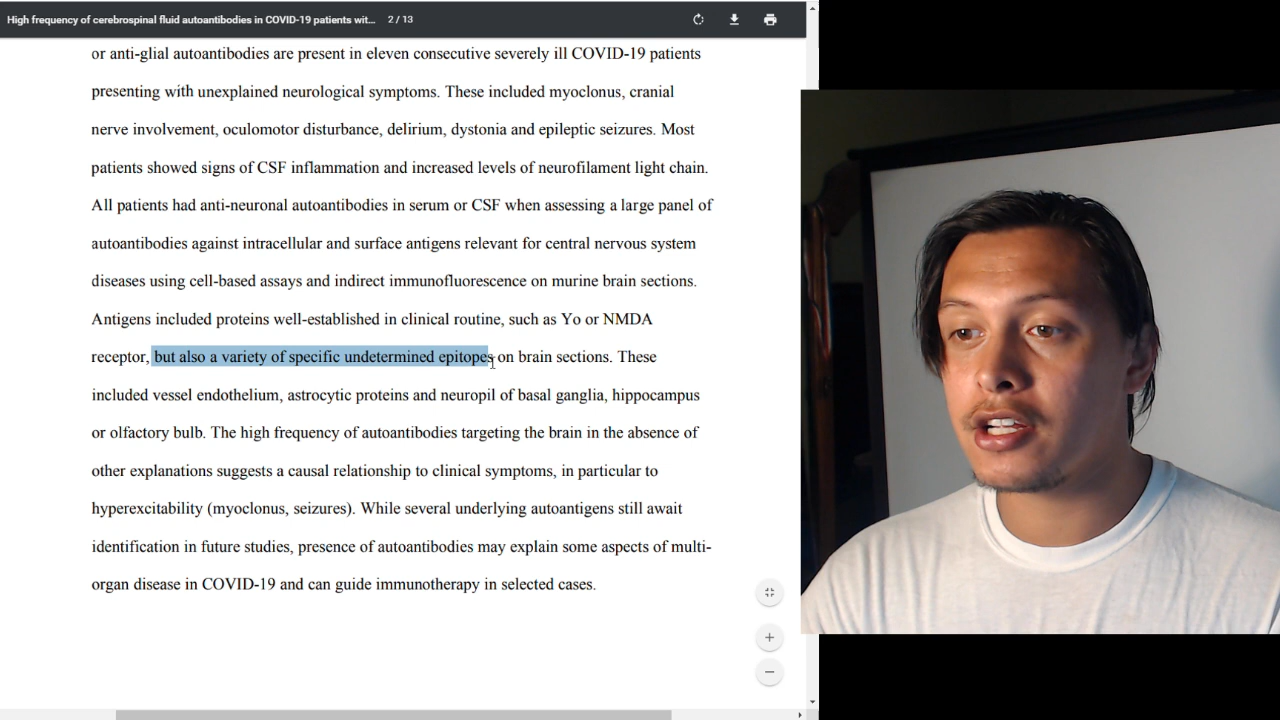 High frequency of cerebrospinal fluid autoantibodies in COVID-19 patients wit... 2 / 13
or anti-glial autoantibodies are present in eleven consecutive severely ill COVID-19 patients
presenting with unexplained neurological symptoms. These included myoclonus, cranial
nerve involvement, oculomotor disturbance, delirium, dystonia and epileptic seizures. Most
patients showed signs of CSF inflammation and increased levels of neurofilament light chain.
All patients had anti-neuronal autoantibodies in serum or CSF when assessing a large panel of
autoantibodies against intracellular and surface antigens relevant for central nervous system
diseases using cell-based assays and indirect immunofluorescence on murine brain sections.
Antigens included proteins well-established in clinical routine, such as Yo or NMDA
receptor, but also a variety of specific undetermined epitopes on brain sections. These
included vessel endothelium, astrocytic proteins and neuropil of basal ganglia, hippocampus
or olfactory bulb. The high frequency of autoantibodies targeting the brain in the absence of
other explanations suggests a causal relationship to clinical symptoms, in particular to
hyperexcitability (myoclonus, seizures). While several underlying autoantigens still await
identification in future studies, presence of autoantibodies may explain some aspects of multi-
organ disease in COVID-19 and can guide immunotherapy in selected cases.